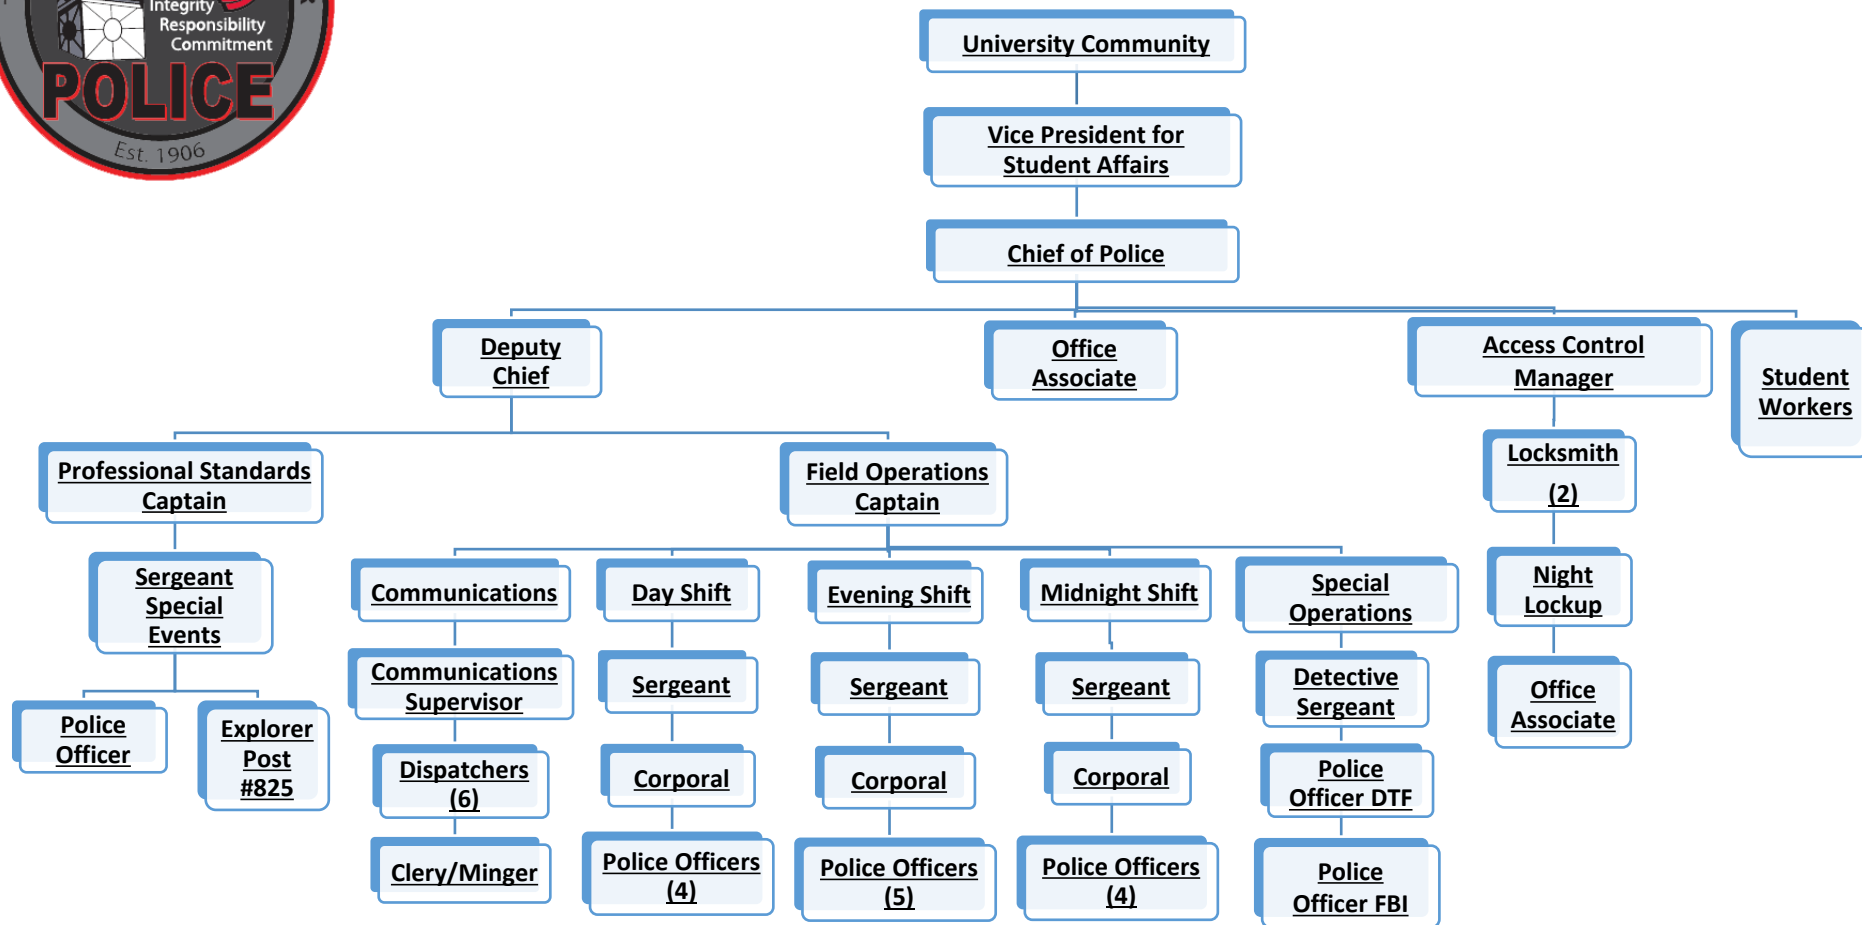 Integrity
Responsibility
Commitment
POLICE
Est. 1906
University Community
Vice President for
Student Affairs
Chief of Police
Deputy
Chief
Office
Associate
Access Control
Manager
Student
Workers
Professional Standards
Captain
Field Operations
Captain
Locksmith
(2)
Sergeant
Special
Events
Communications
Day Shift
Evening Shift
Midnight Shift
Special
Operations
Night
Lockup
Communications
Supervisor
Sergeant
Sergeant
Sergeant
Detective
Sergeant
Office
Associate
Police
Officer
Explorer
Post
#825
Dispatchers
(6)
Corporal
Corporal
Corporal
Police
Officer DTF
Clery/Minger
Police Officers
(4)
Police Officers
(5)
Police Officers
(4)
Police
Officer FBI